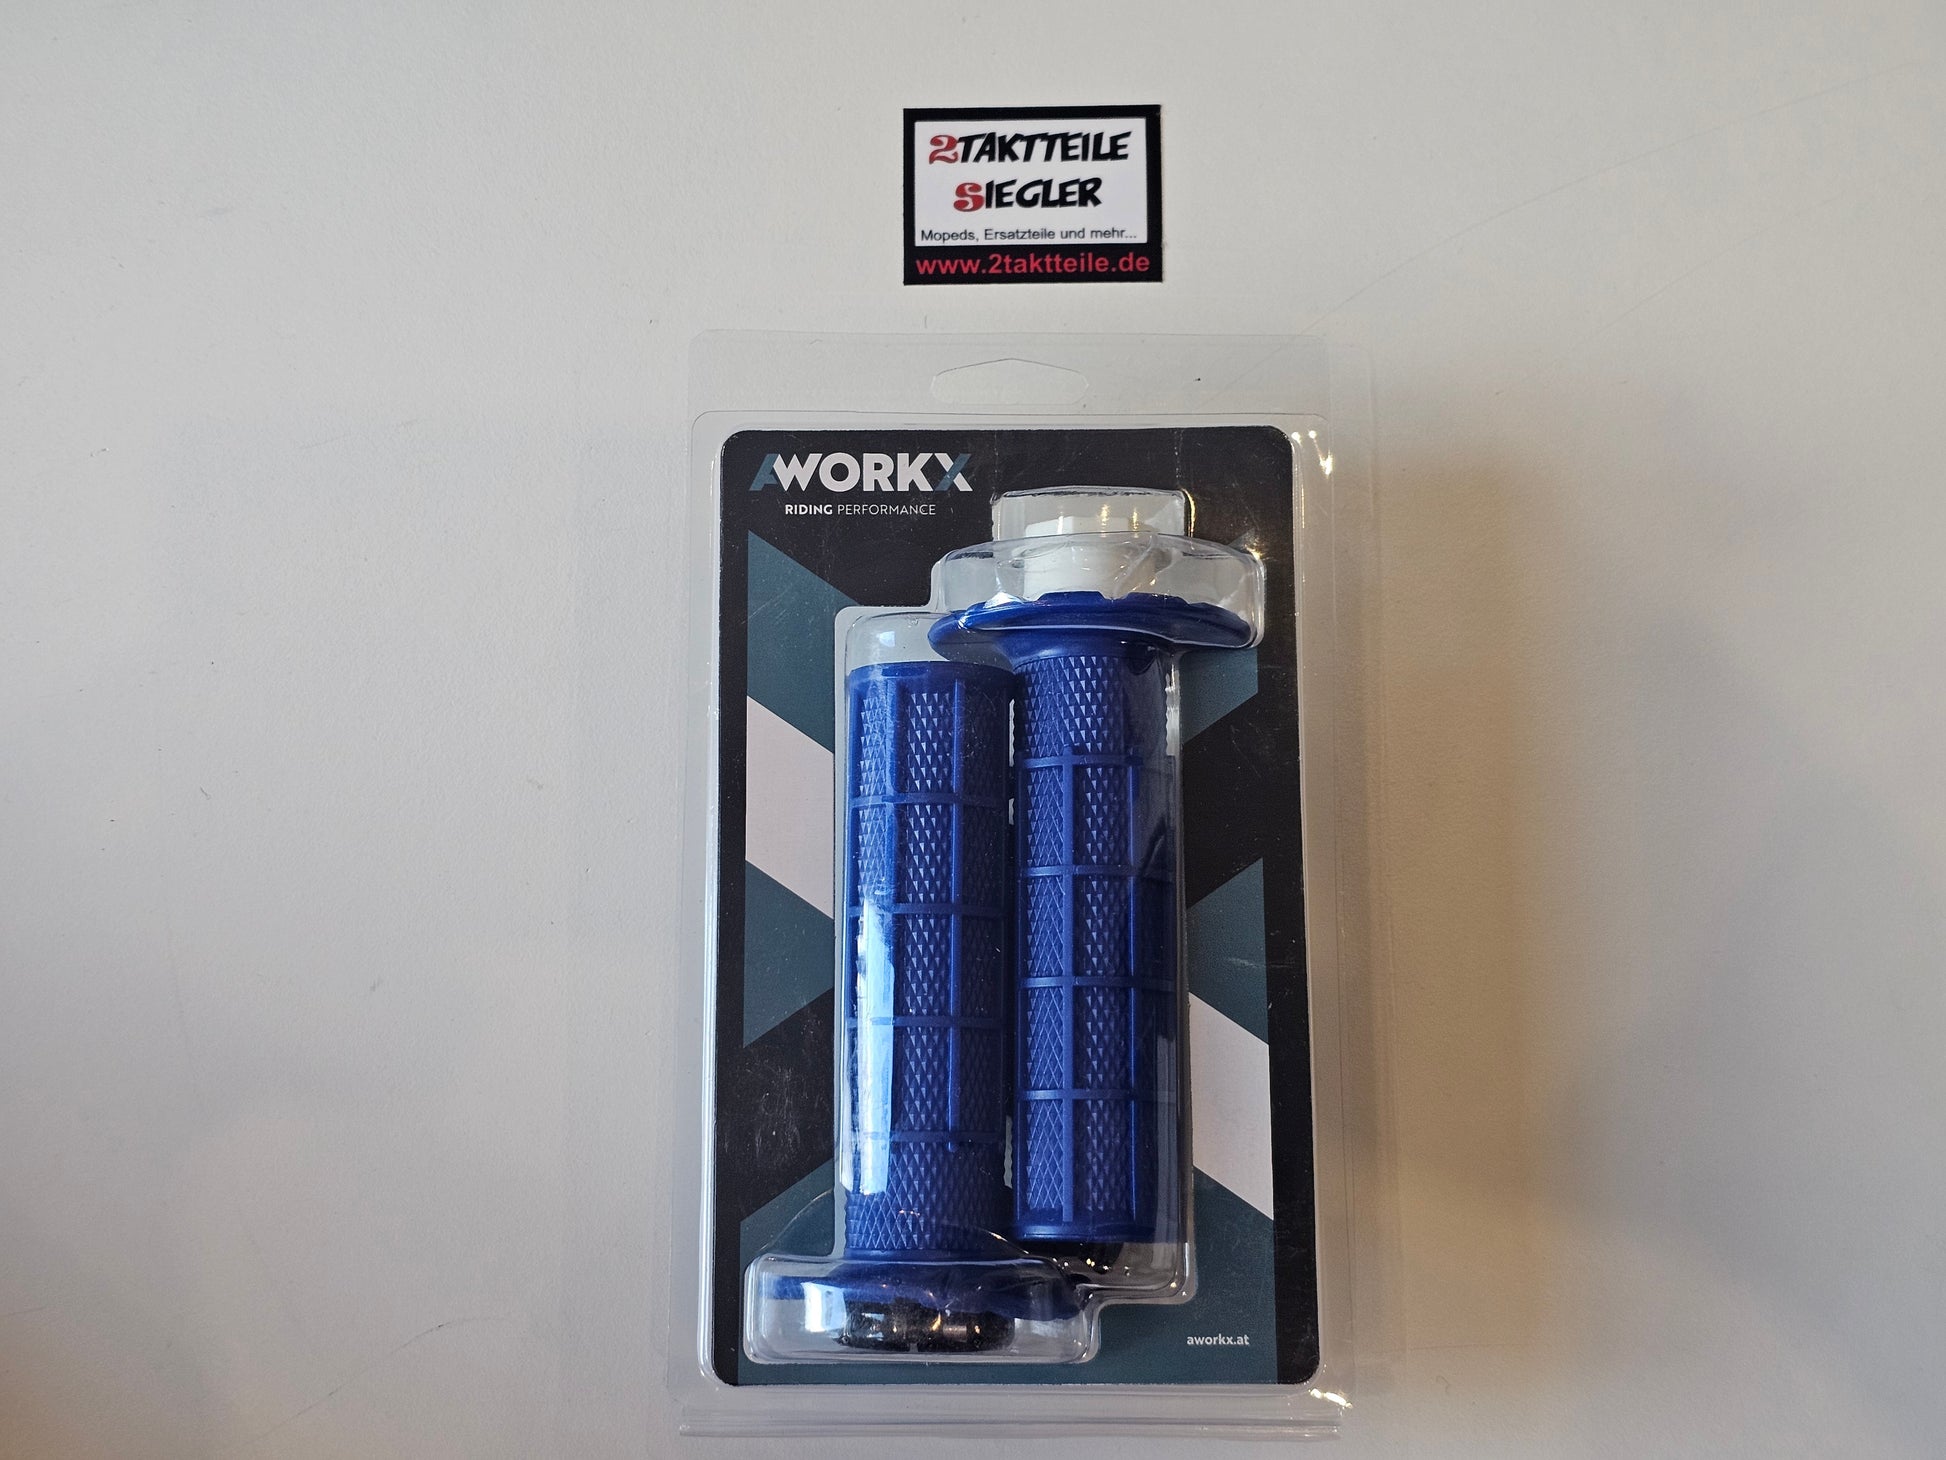 2TAKTTEILE
SIEGLER
Mopeds, Ersatzteile und mehr...
www.2taktteile.de
AWORKX
RIDING PERFORMANCE
aworkx.at